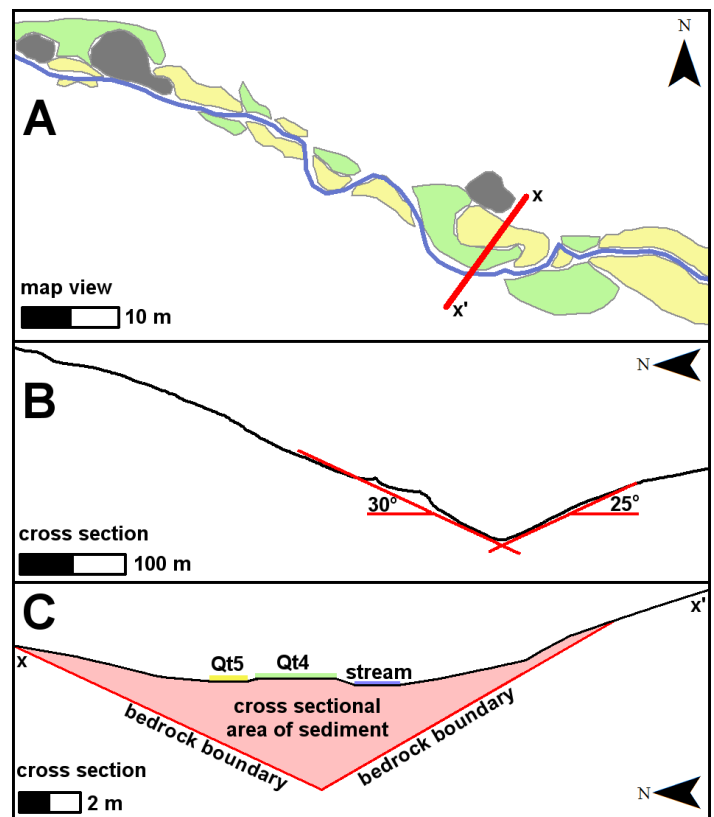 N
A
x
x'
map view
10 m
N
B
30°
25°
cross section
100 m
C
x'
x
Qt5
Qt4
stream
cross sectional
area of sediment
bedrock boundary
bedrock boundary
cross section
2 m
N